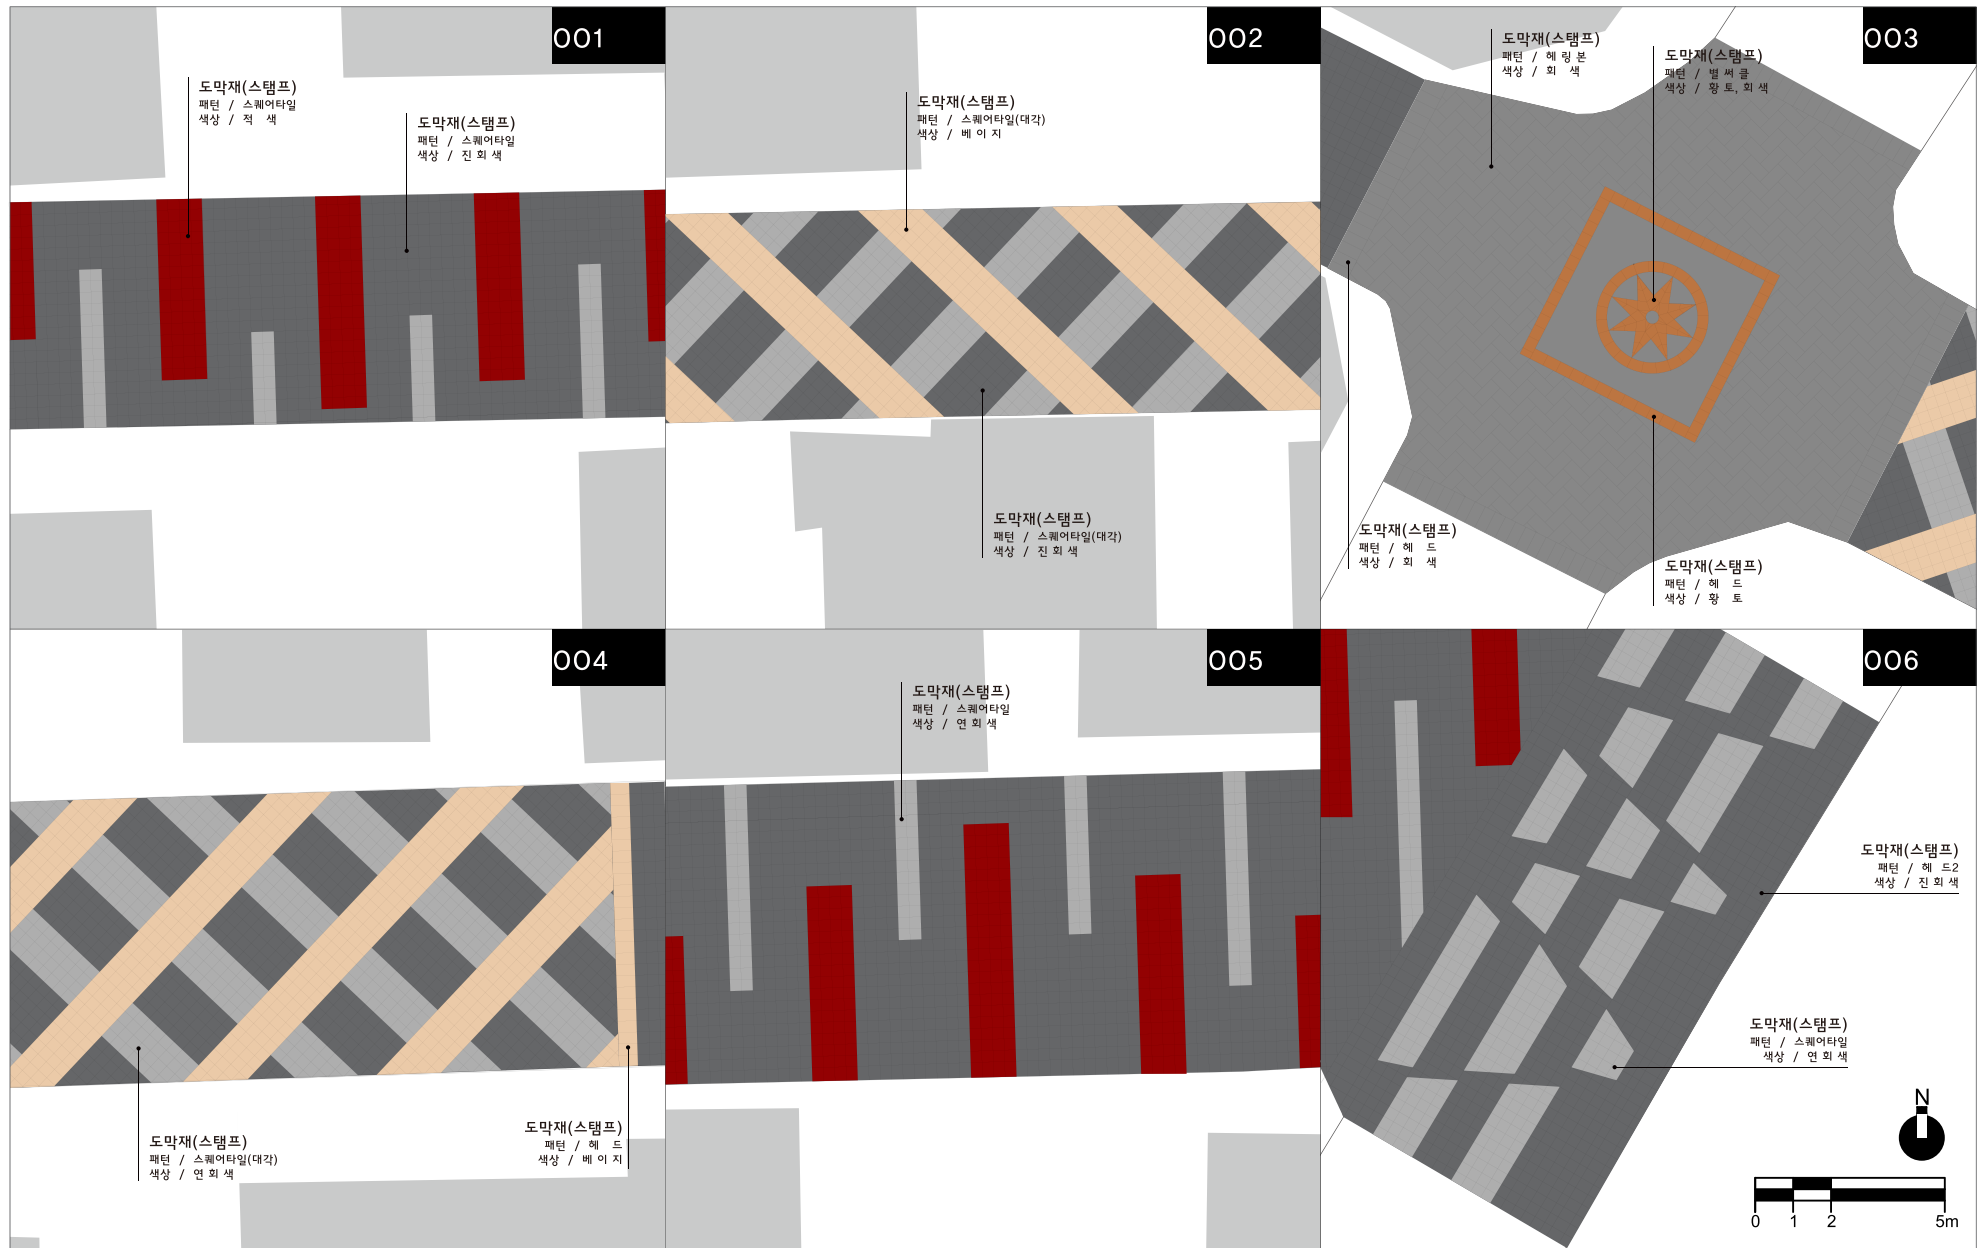 001
도막재(스탬프)
패턴 / 스퀘어타일
색상 / 적 색
도막재(스탬프)
패턴 / 스퀘어타일
색상 / 진 회 색
002
도막재(스탬프)
패턴 / 스퀘어타일(대각)
색상 / 베 이 지
도막재(스탬프)
패턴 / 스퀘어타일(대각)
색상 / 진 회 색
003
도막재(스탬프)
패턴 / 헤 링 본
색상 / 회 색
도막재(스탬프)
패턴 / 별 써 클
색상 / 황 토, 회 색
도막재(스탬프)
패턴 / 헤 드
색상 / 회 색
도막재(스탬프)
패턴 / 헤 드
색상 / 황 토
004
도막재(스탬프)
패턴 / 스퀘어타일(대각)
색상 / 연 회 색
도막재(스탬프)
패턴 / 헤 드
색상 / 베 이 지
005
도막재(스탬프)
패턴 / 스퀘어타일
색상 / 연 회 색
006
도막재(스탬프)
패턴 / 헤 드2
색상 / 진 회 색
도막재(스탬프)
패턴 / 스퀘어타일
색상 / 연 회 색
N
0 1 2 5m